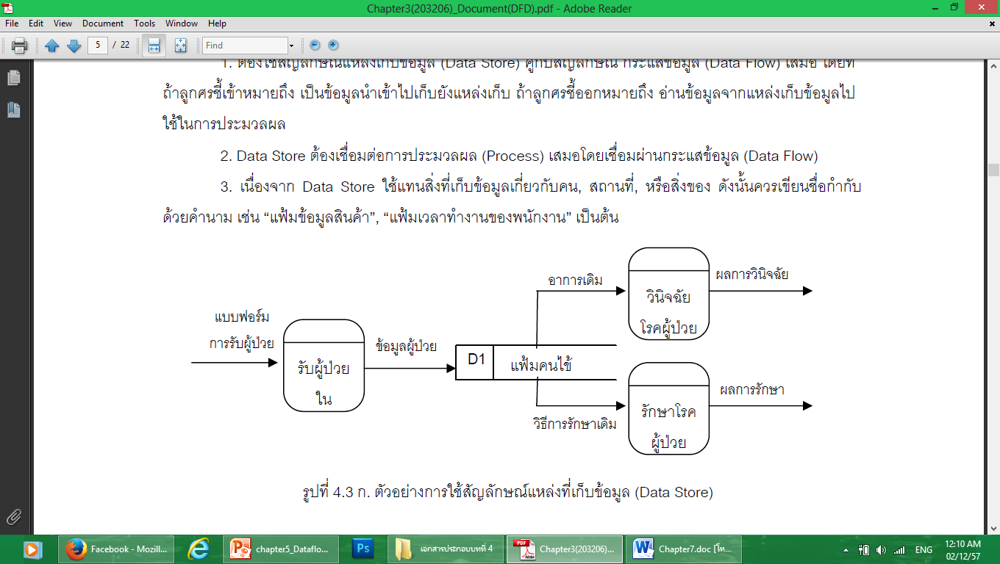 Chapter3(203206)_Document(DFD).pdf - Adobe Reader
File Edit View Document Tools Window Help
5 / 22 Find
1. ต้องใช้สัญลักษณ์แหล่งเก็บข้อมูล (Data Store) คู่กับสัญลักษณ์ กระแสข้อมูล (Data Flow) เสมอ โดยที่
ถ้าลูกศรชี้เข้าหมายถึง เป็นข้อมูลนำเข้าไปเก็บยังแหล่งเก็บ ถ้าลูกศรชี้ออกหมายถึง อ่านข้อมูลจากแหล่งเก็บข้อมูลไป
ใช้ในการประมวลผล
2. Data Store ต้องเชื่อมต่อการประมวลผล (Process) เสมอโดยเชื่อมผ่านกระแสข้อมูล (Data Flow)
3. เนื่องจาก Data Store ใช้แทนสิ่งที่เก็บข้อมูลเกี่ยวกับคน, สถานที่, หรือสิ่งของ ดังนั้นควรเขียนชื่อกำกับ
ด้วยคำนาม เช่น “แฟ้มข้อมูลสินค้า”, “แฟ้มเวลาทำงานของพนักงาน” เป็นต้น
แบบฟอร์ม
การรับผู้ป่วย
รับผู้ป่วย
ใน
ข้อมูลผู้ป่วย
D1 แฟ้มคนไข้
อาการเดิม
วินิจฉัย
โรคผู้ป่วย
ผลการวินิจฉัย
วิธีการรักษาเดิม
รักษาโรค
ผู้ป่วย
ผลการรักษา
รูปที่ 4.3 ก. ตัวอย่างการใช้สัญลักษณ์แหล่งที่เก็บข้อมูล (Data Store)
Facebook - Mozill... chapter5_Dataflo... Ps เอกสารประกอบบทที่ 4 Chapter3(203206)... Chapter7.doc [โห... ENG 12:10 AM
02/12/57